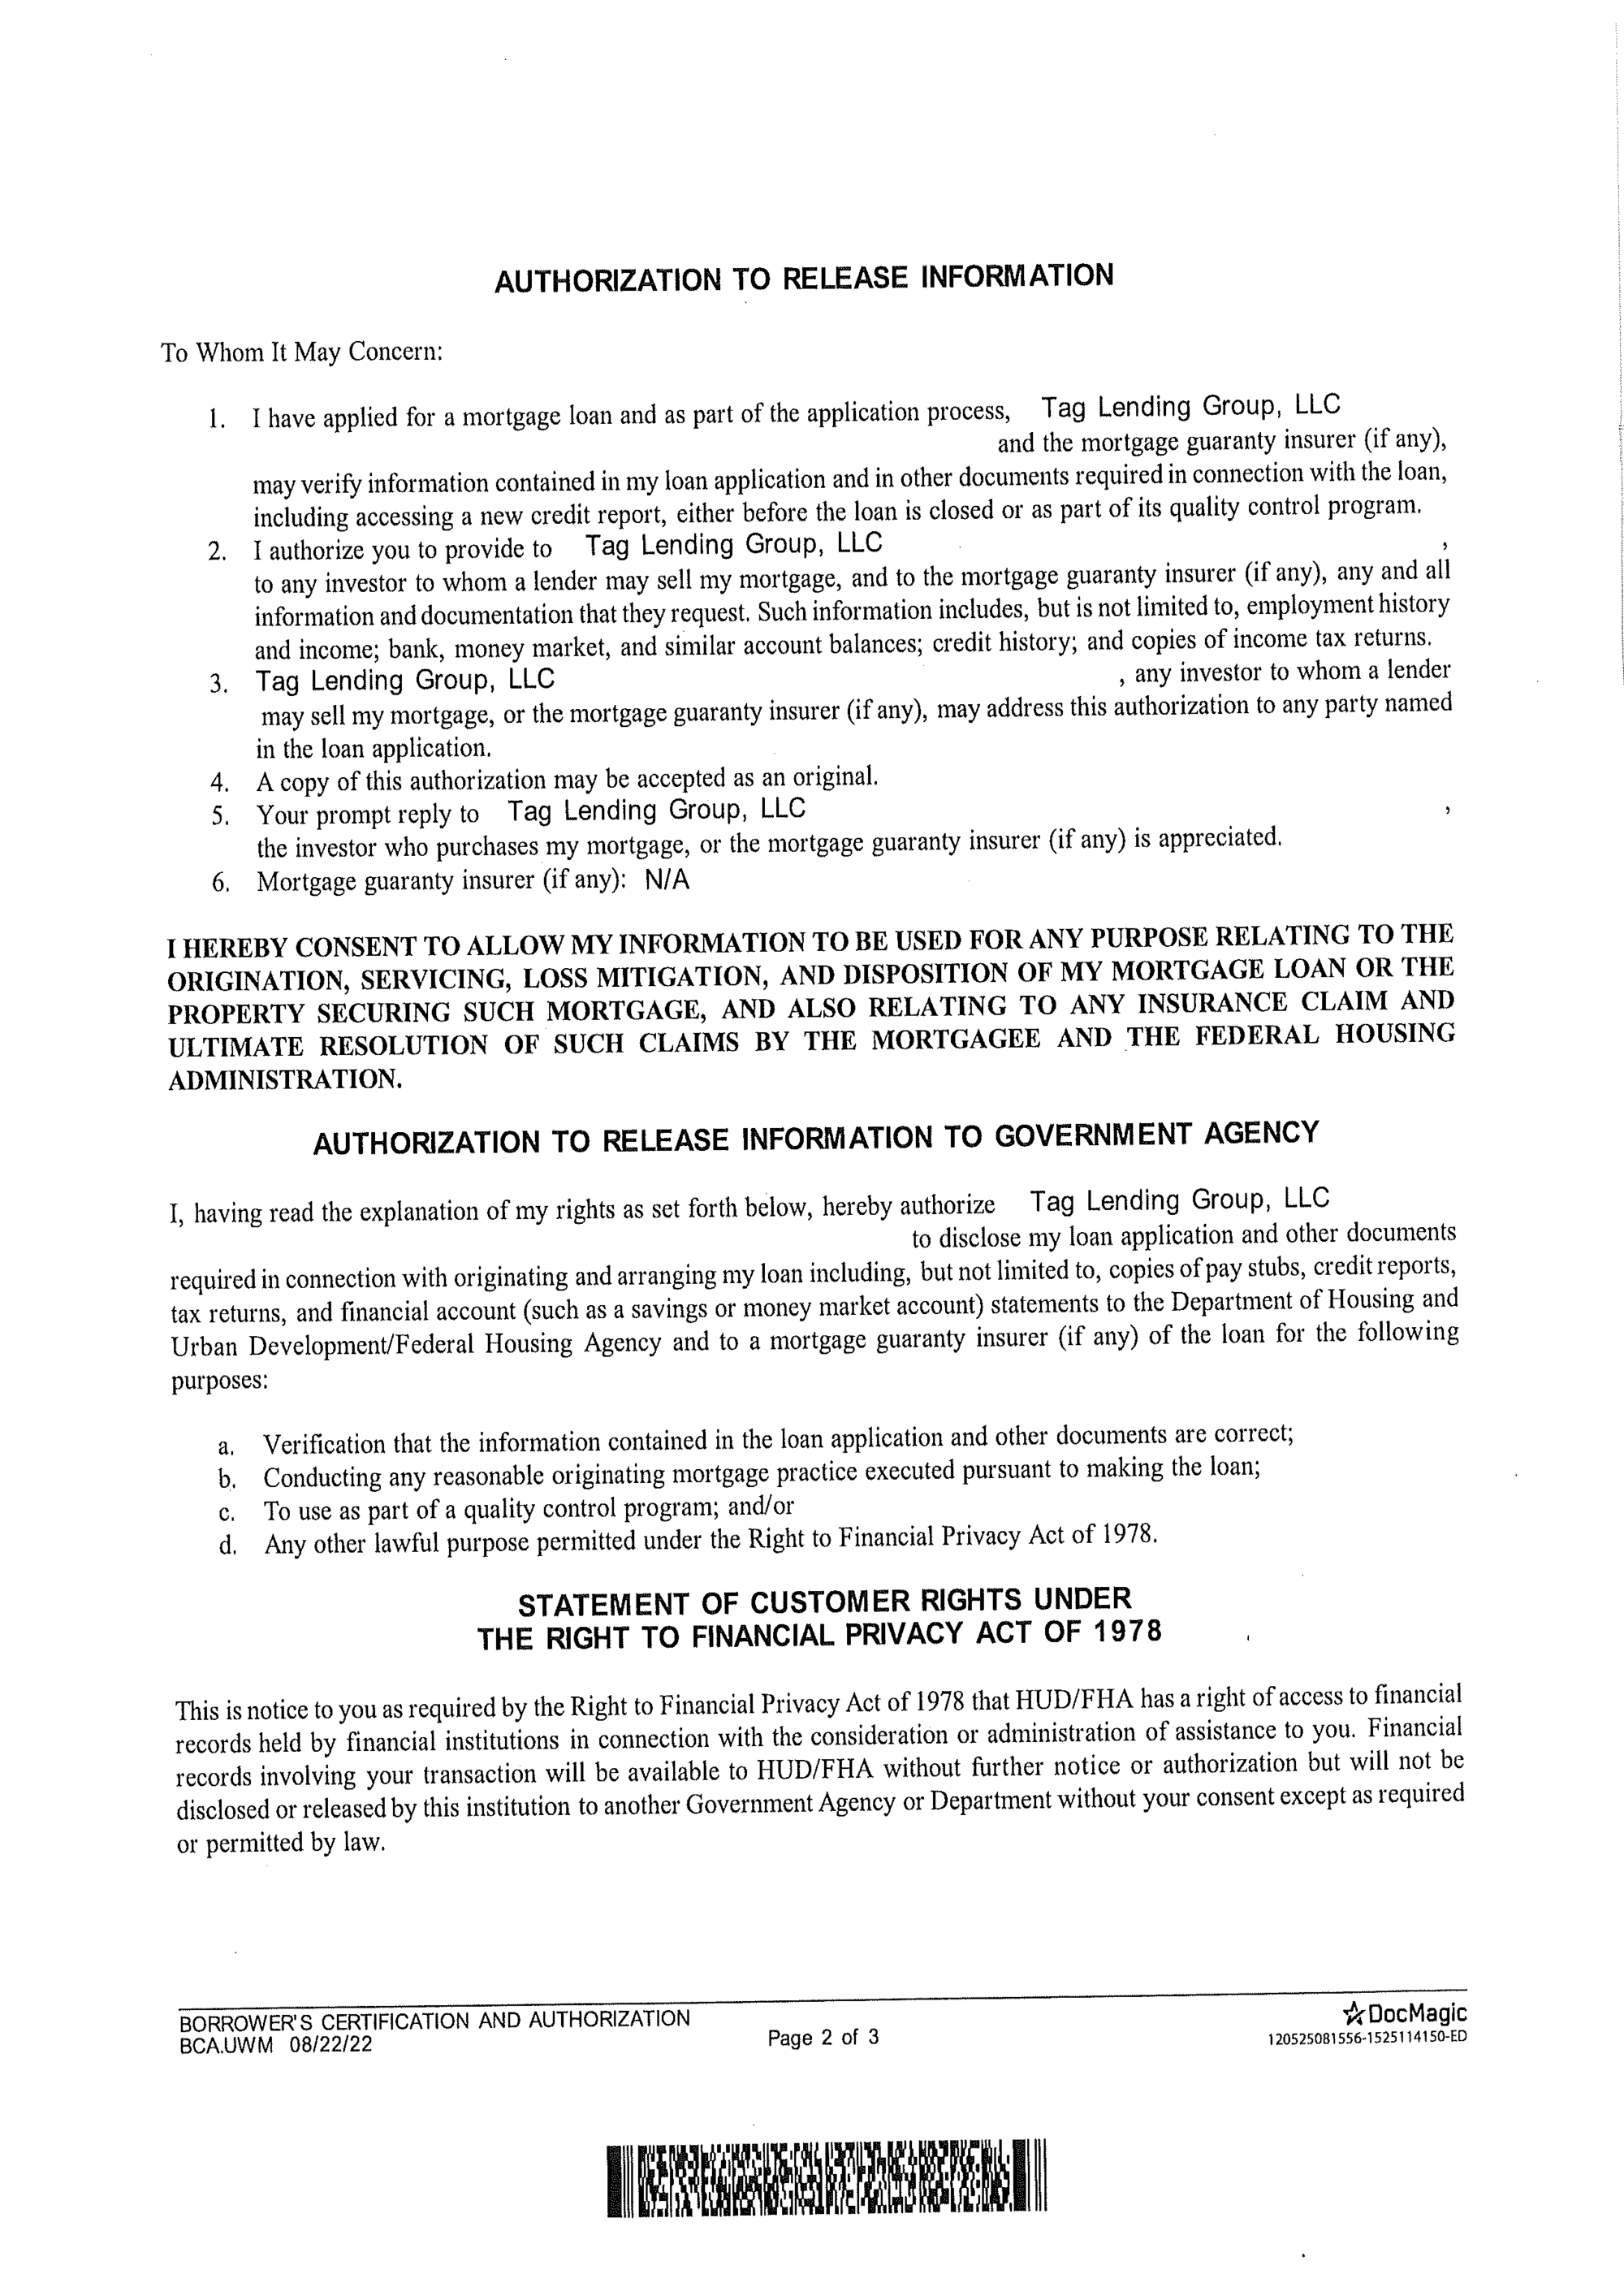 AUTHORIZATION TO RELEASE INFORMATION
To Whom It May Concern:
1. I have applied for a mortgage loan and as part of the application process, Tag Lending Group, LLC
and the mortgage guaranty insurer (if any),
may verify information contained in my loan application and in other documents required in connection with the loan,
including accessing a new credit report, either before the loan is closed or as part of its quality control program.
2. I authorize you to provide to Tag Lending Group, LLC ,
to any investor to whom a lender may sell my mortgage, and to the mortgage guaranty insurer (if any), any and all
information and documentation that they request. Such information includes, but is not limited to, employment history
and income; bank, money market, and similar account balances; credit history; and copies of income tax returns.
3. Tag Lending Group, LLC , any investor to whom a lender
may sell my mortgage, or the mortgage guaranty insurer (if any), may address this authorization to any party named
in the loan application.
4. A copy of this authorization may be accepted as an original.
5. Your prompt reply to Tag Lending Group, LLC ,
the investor who purchases my mortgage, or the mortgage guaranty insurer (if any) is appreciated.
6. Mortgage guaranty insurer (if any): N/A
I HEREBY CONSENT TO ALLOW MY INFORMATION TO BE USED FOR ANY PURPOSE RELATING TO THE
ORIGINATION, SERVICING, LOSS MITIGATION, AND DISPOSITION OF MY MORTGAGE LOAN OR THE
PROPERTY SECURING SUCH MORTGAGE, AND ALSO RELATING TO ANY INSURANCE CLAIM AND
ULTIMATE RESOLUTION OF SUCH CLAIMS BY THE MORTGAGEE AND THE FEDERAL HOUSING
ADMINISTRATION.
AUTHORIZATION TO RELEASE INFORMATION TO GOVERNMENT AGENCY
I, having read the explanation of my rights as set forth below, hereby authorize Tag Lending Group, LLC
to disclose my loan application and other documents
required in connection with originating and arranging my loan including, but not limited to, copies of pay stubs, credit reports,
tax returns, and financial account (such as a savings or money market account) statements to the Department of Housing and
Urban Development/Federal Housing Agency and to a mortgage guaranty insurer (if any) of the loan for the following
purposes:
a. Verification that the information contained in the loan application and other documents are correct;
b. Conducting any reasonable originating mortgage practice executed pursuant to making the loan;
c. To use as part of a quality control program; and/or
d. Any other lawful purpose permitted under the Right to Financial Privacy Act of 1978.
STATEMENT OF CUSTOMER RIGHTS UNDER
THE RIGHT TO FINANCIAL PRIVACY ACT OF 1978
This is notice to you as required by the Right to Financial Privacy Act of 1978 that HUD/FHA has a right of access to financial
records held by financial institutions in connection with the consideration or administration of assistance to you. Financial
records involving your transaction will be available to HUD/FHA without further notice or authorization but will not be
disclosed or released by this institution to another Government Agency or Department without your consent except as required
or permitted by law.
BORROWER'S CERTIFICATION AND AUTHORIZATION
BCA.UWM 08/22/22
Page 2 of 3
DocMagic
120525081556-1525114150-ED